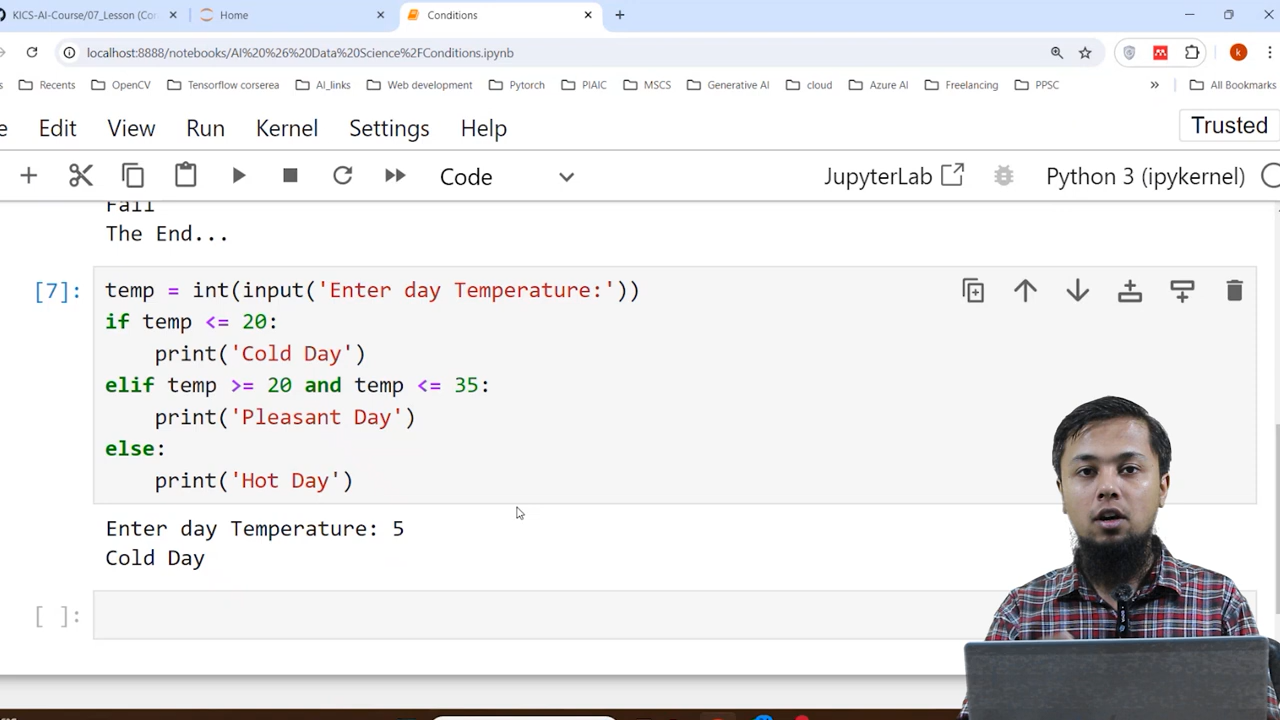 KICS-AI-Course/07_Lesson (Con
Home
Conditions
localhost:8888/notebooks/AI%20%26%20Data%20Science%2FConditions.ipynb
k
Recents
OpenCV
Tensorflow corserea
AI_links
Web development
Pytorch
PIAIC
MSCS
Generative AI
cloud
Azure AI
Freelancing
PPSC
»
All Bookmarks
e Edit View Run Kernel Settings Help
Trusted
Code
JupyterLab
Python 3 (ipykernel)
Fail
The End...
[7]: temp = int(input('Enter day Temperature:'))
if temp <= 20:
print('Cold Day')
elif temp >= 20 and temp <= 35:
print('Pleasant Day')
else:
print('Hot Day')
Enter day Temperature: 5
Cold Day
[ ]: